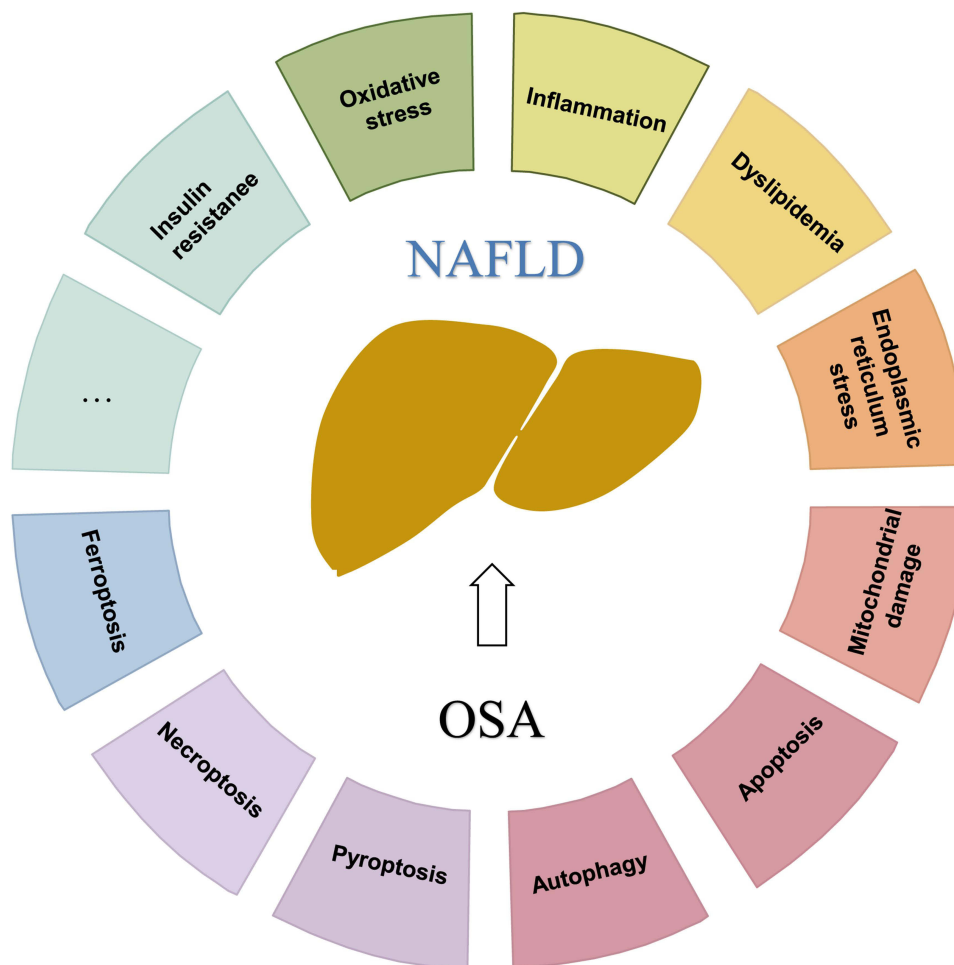 Oxidative
stress
Inflammation
Dyslipidemia
Endoplasmic
reticulum
stress
Mitochondrial
damage
Apoptosis
Autophagy
Pyroptosis
Necroptosis
Ferroptosis
...
Insulin
resistanee
NAFLD
OSA